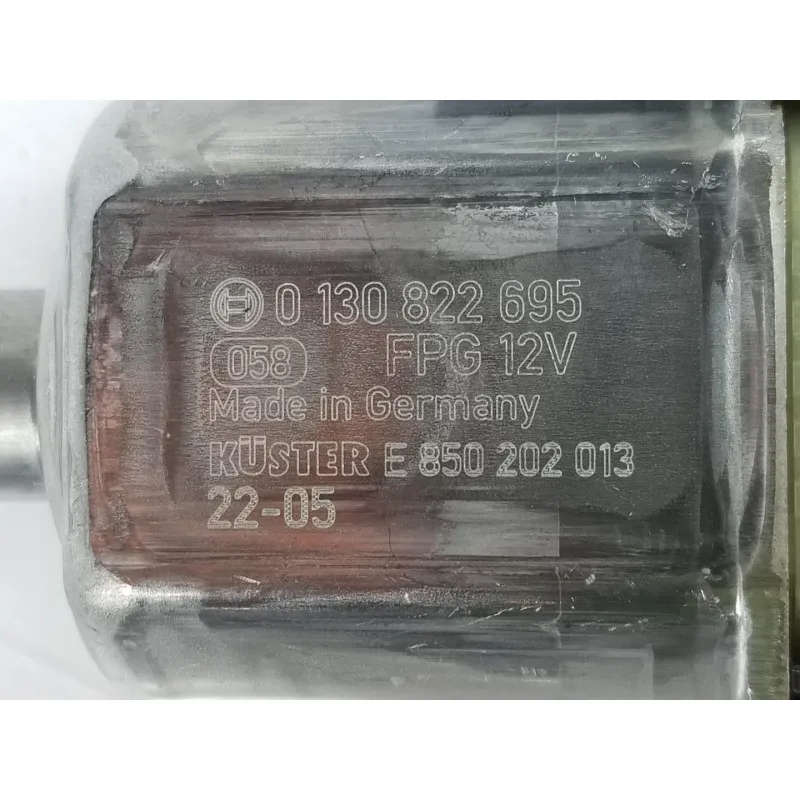 0 130 822 695
058 FPG 12V
Made in Germany
KÜSTER E 850 202 013
22-05